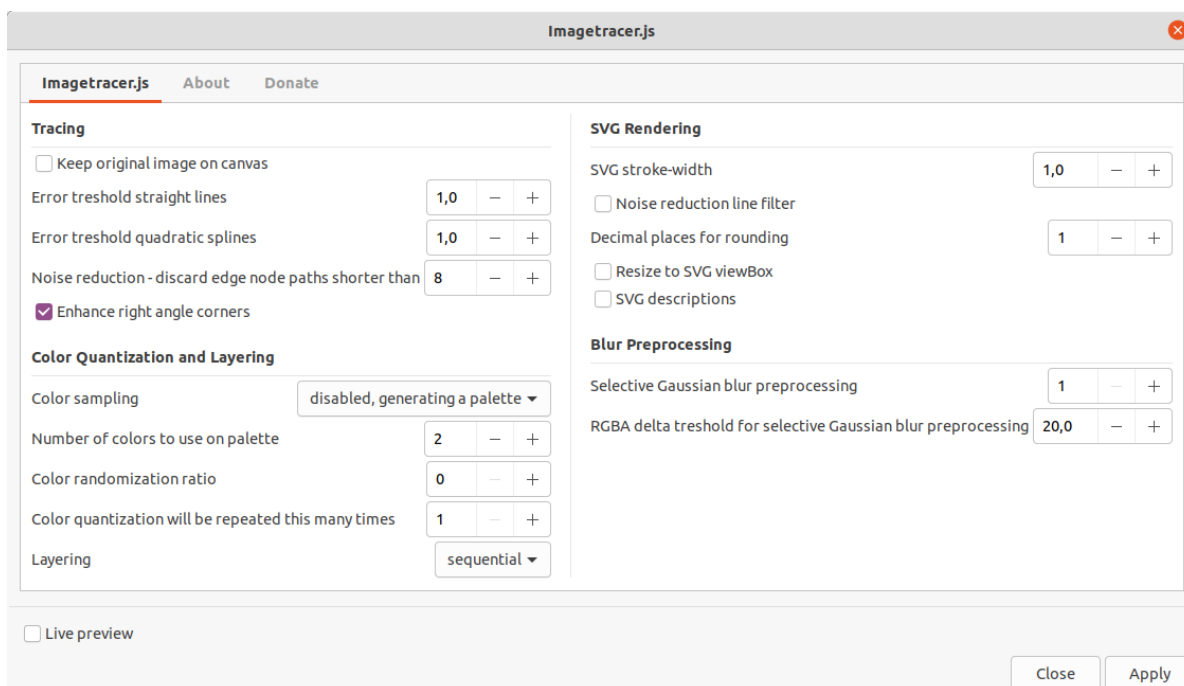 Imagetracer.js
Imagetracer.js About Donate
Tracing
Keep original image on canvas
Error treshold straight lines 1,0
Error treshold quadratic splines 1,0
Noise reduction - discard edge node paths shorter than 8
Enhance right angle corners
Color Quantization and Layering
Color sampling disabled, generating a palette
Number of colors to use on palette 2
Color randomization ratio 0
Color quantization will be repeated this many times 1
Layering sequential
SVG Rendering
SVG stroke-width 1,0
Noise reduction line filter
Decimal places for rounding 1
Resize to SVG viewBox
SVG descriptions
Blur Preprocessing
Selective Gaussian blur preprocessing 1
RGBA delta treshold for selective Gaussian blur preprocessing 20,0
Live preview
Close Apply